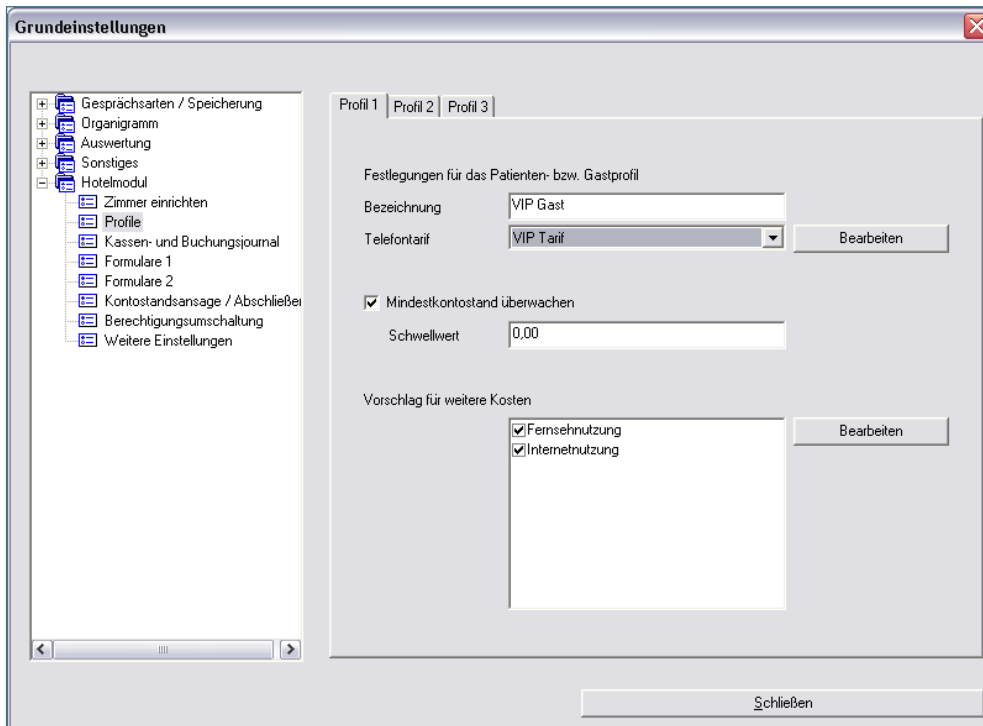 Grundeinstellungen
Gesprächsarten / Speicherung
Organigramm
Auswertung
Sonstiges
Hotelmodul
Zimmer einrichten
Profile
Kassen- und Buchungsjournal
Formulare 1
Formulare 2
Kontostandsansage / Abschließer
Berechtigungsumschaltung
Weitere Einstellungen
Profil 1 Profil 2 Profil 3
Festlegungen für das Patienten- bzw. Gastprofil
Bezeichnung VIP Gast
Telefontarif VIP Tarif Bearbeiten
Mindestkontostand überwachen
Schwellwert 0,00
Vorschlag für weitere Kosten
Fernsehnutzung Bearbeiten
Internetnutzung
Schließen